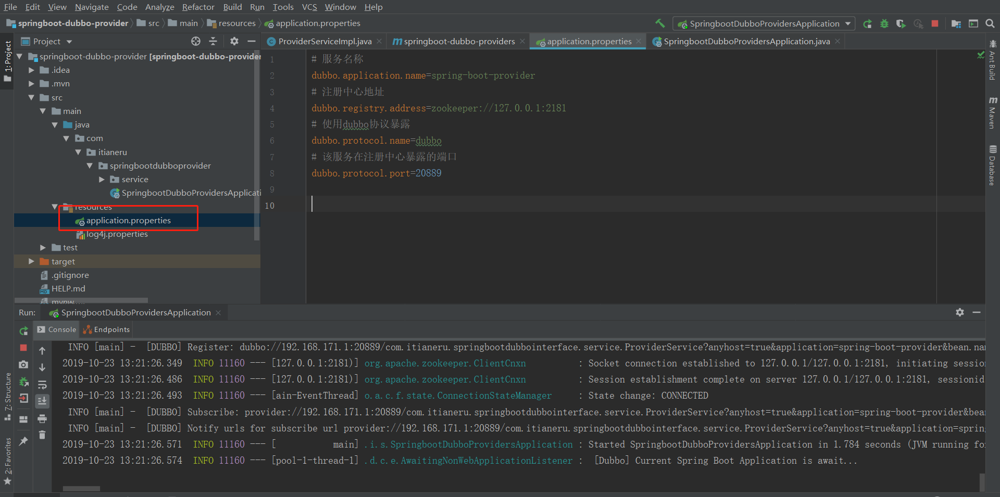 File Edit View Navigate Code Analyze Refactor Build Run Tools VCS Window Help
springboot-dubbo-provider src main resources application.properties SpringbootDubboProvidersApplication
Project
ProviderServiceImpl.java springboot-dubbo-providers application.properties SpringbootDubboProvidersApplication.java
1: Project
7: Structure
2: Favorites
springboot-dubbo-provider [springboot-dubbo-provider
.idea
.mvn
src
main
java
com
itianeru
springbootdubboprovider
service
SpringbootDubboProvidersApplicati
resources
application.properties
log4j.properties
test
target
.gitignore
HELP.md
1 # 服务名称
2 dubbo.application.name=spring-boot-provider
3 # 注册中心地址
4 dubbo.registry.address=zookeeper://127.0.0.1:2181
5 # 使用dubbo协议暴露
6 dubbo.protocol.name=dubbo
7 # 该服务在注册中心暴露的端口
8 dubbo.protocol.port=20889
9
10
Ant Build
Maven
Database
Run: SpringbootDubboProvidersApplication
Console Endpoints
INFO [main] - [DUBBO] Register: dubbo://192.168.171.1:20889/com.itianeru.springbootdubbointerface.service.ProviderService?anyhost=true&application=spring-boot-provider&bean.nam
2019-10-23 13:21:26.349 INFO 11160 --- [127.0.0.1:2181)] org.apache.zookeeper.ClientCnxn : Socket connection established to 127.0.0.1/127.0.0.1:2181, initiating session
2019-10-23 13:21:26.486 INFO 11160 --- [127.0.0.1:2181)] org.apache.zookeeper.ClientCnxn : Session establishment complete on server 127.0.0.1/127.0.0.1:2181, sessionid
2019-10-23 13:21:26.493 INFO 11160 --- [ain-EventThread] o.a.c.f.state.ConnectionStateManager : State change: CONNECTED
INFO [main] - [DUBBO] Subscribe: provider://192.168.171.1:20889/com.itianeru.springbootdubbointerface.service.ProviderService?anyhost=true&application=spring-boot-provider&bean
INFO [main] - [DUBBO] Notify urls for subscribe url provider://192.168.171.1:20889/com.itianeru.springbootdubbointerface.service.ProviderService?anyhost=true&application=spring
2019-10-23 13:21:26.571 INFO 11160 --- [ main] .i.s.SpringbootDubboProvidersApplication : Started SpringbootDubboProvidersApplication in 1.784 seconds (JVM running for
2019-10-23 13:21:26.574 INFO 11160 --- [pool-1-thread-1] .d.c.e.AwaitingNonWebApplicationListener : [Dubbo] Current Spring Boot Application is await...